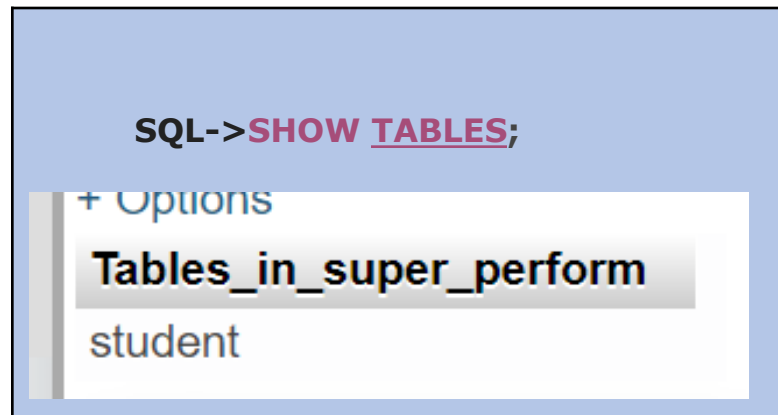 SQL->SHOW TABLES;
+ Options
Tables_in_super_perform
student